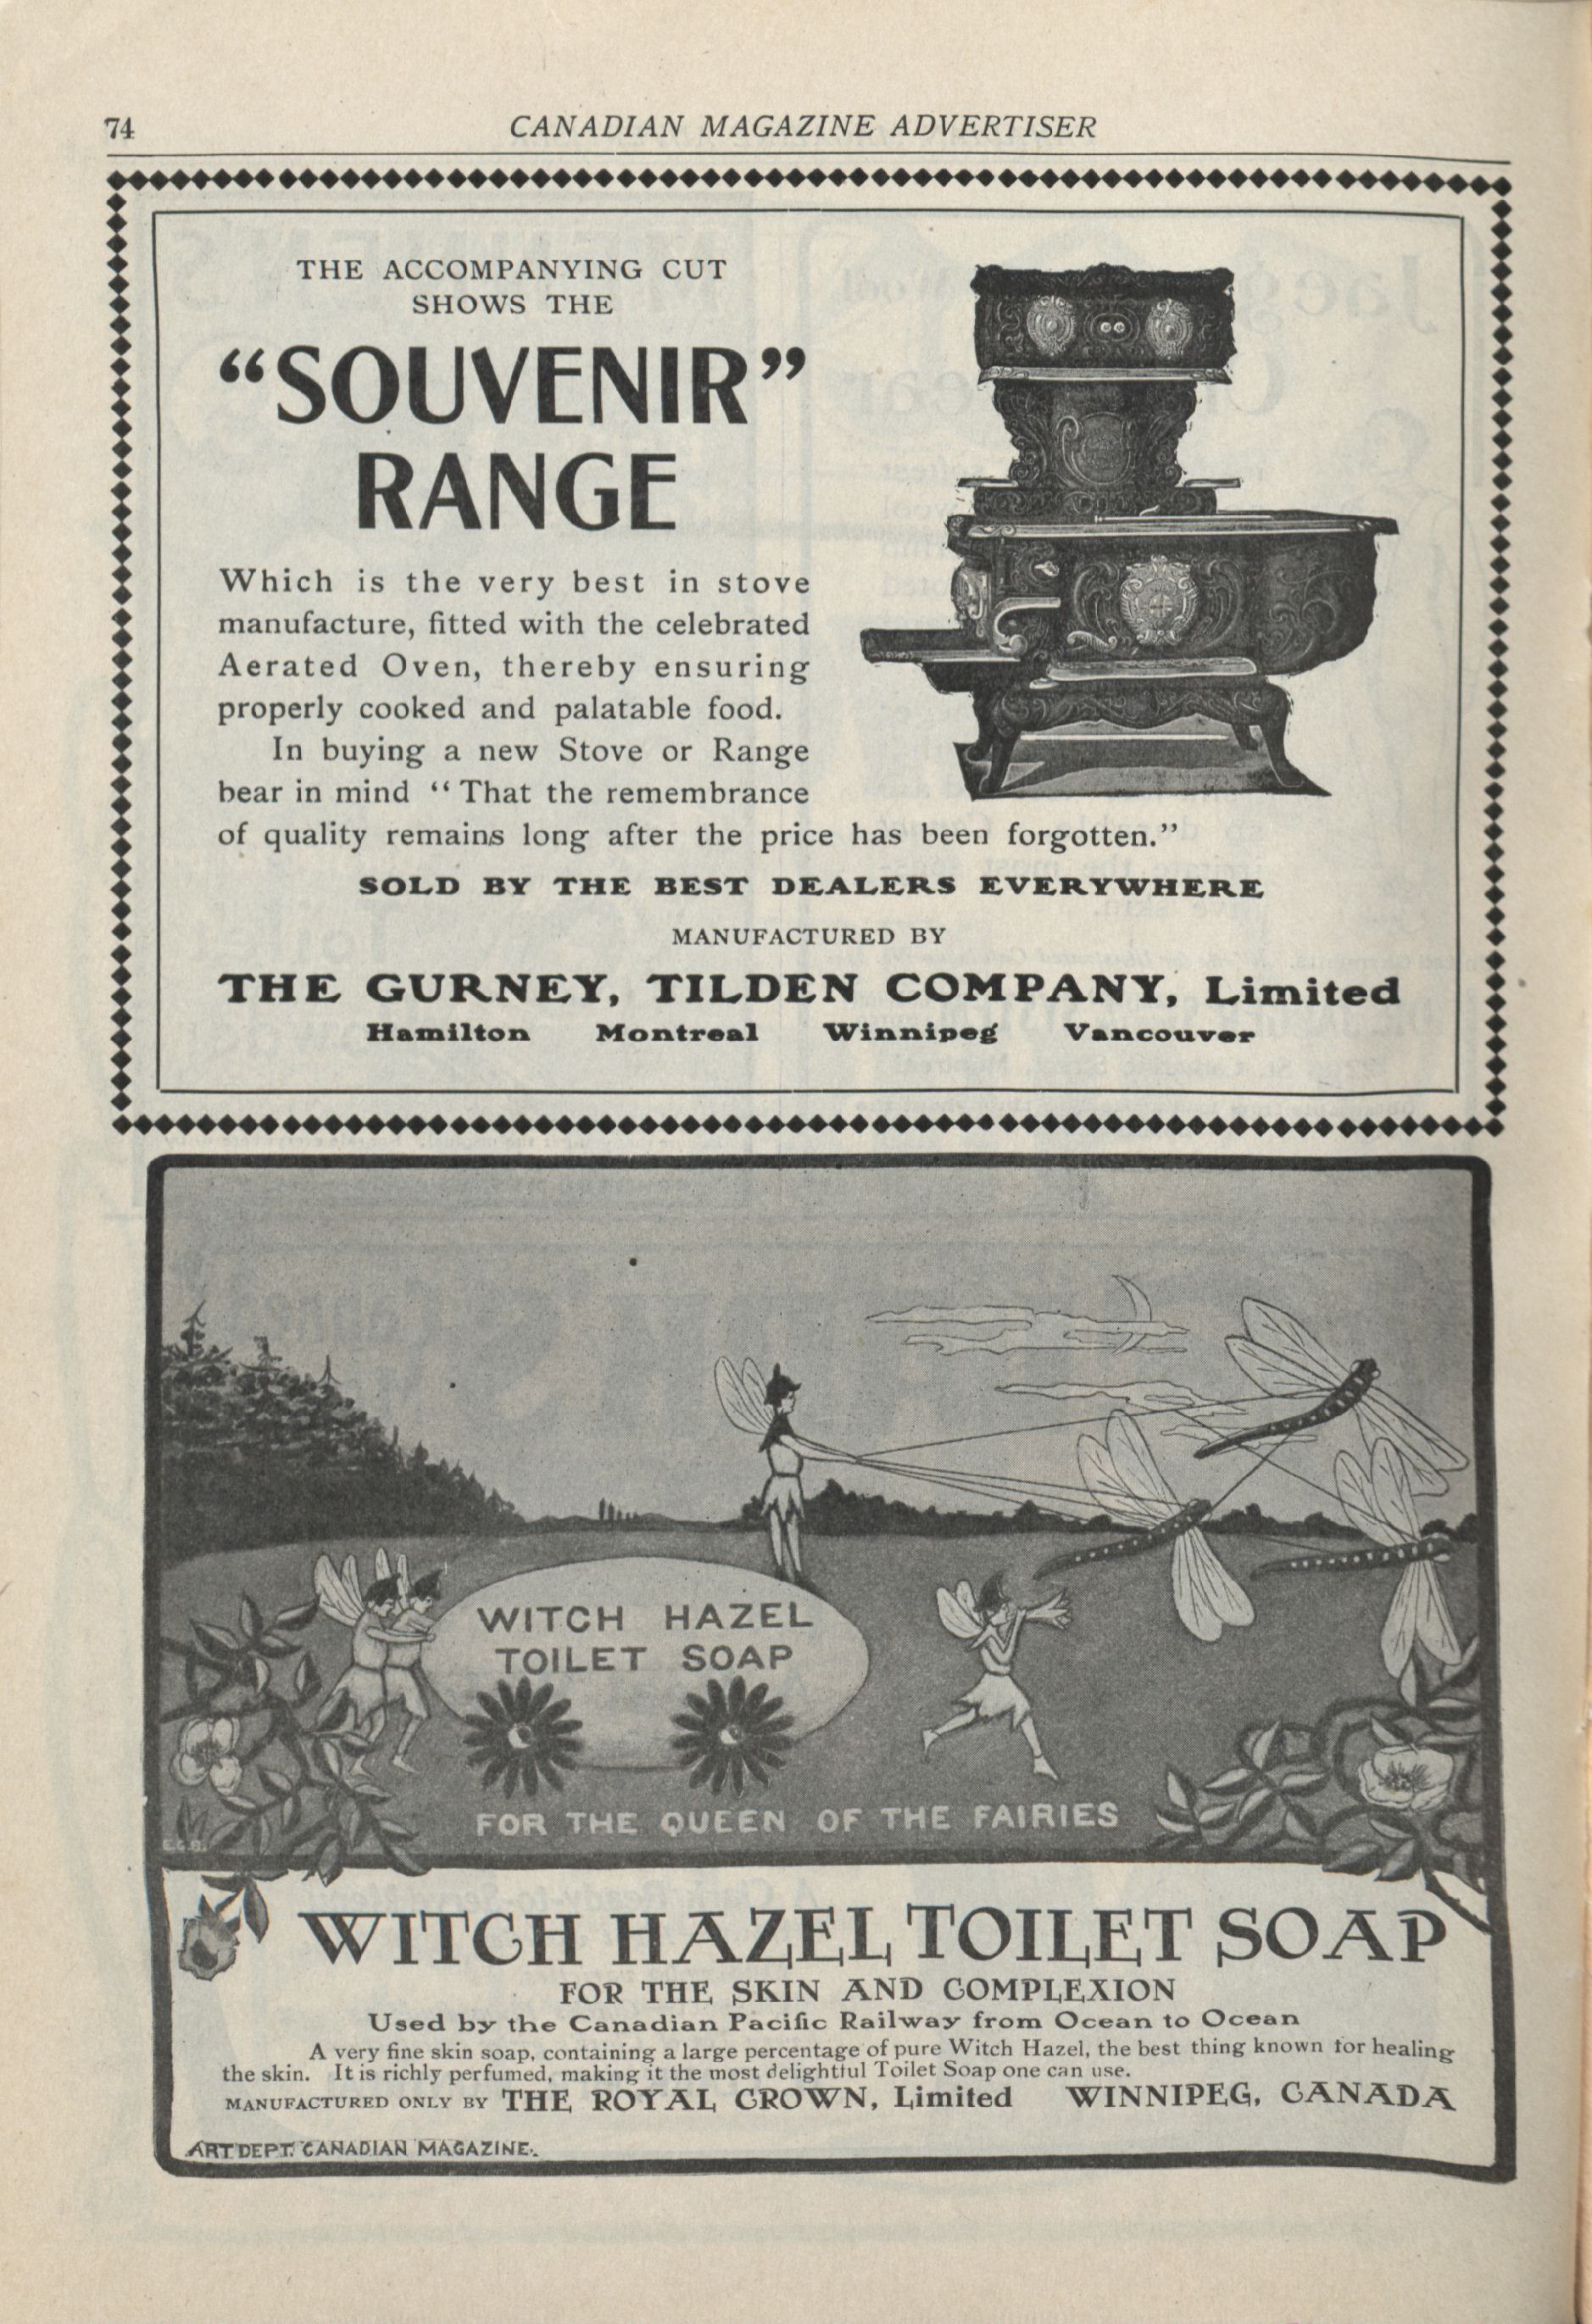 74
CANADIAN MAGAZINE ADVERTISER
THE ACCOMPANYING CUT
SHOWS THE
“SOUVENIR”
RANGE
Which is the very best in stove
manufacture, fitted with the celebrated
Aerated Oven, thereby ensuring
properly cooked and palatable food.
In buying a new Stove or Range
bear in mind “That the remembrance
of quality remains long after the price has been forgotten.”
SOLD BY THE BEST DEALERS EVERYWHERE
MANUFACTURED BY
THE GURNEY, TILDEN COMPANY, Limited
Hamilton Montreal Winnipeg Vancouver
WITCH HAZEL
TOILET SOAP
FOR THE QUEEN OF THE FAIRIES
E.G.B.
WITCH HAZEL TOILET SOAP
FOR THE SKIN AND COMPLEXION
Used by the Canadian Pacific Railway from Ocean to Ocean
A very fine skin soap, containing a large percentage of pure Witch Hazel, the best thing known for healing
the skin. It is richly perfumed, making it the most delightful Toilet Soap one can use.
MANUFACTURED ONLY BY THE ROYAL CROWN, Limited WINNIPEG, CANADA
ART DEPT. CANADIAN MAGAZINE.